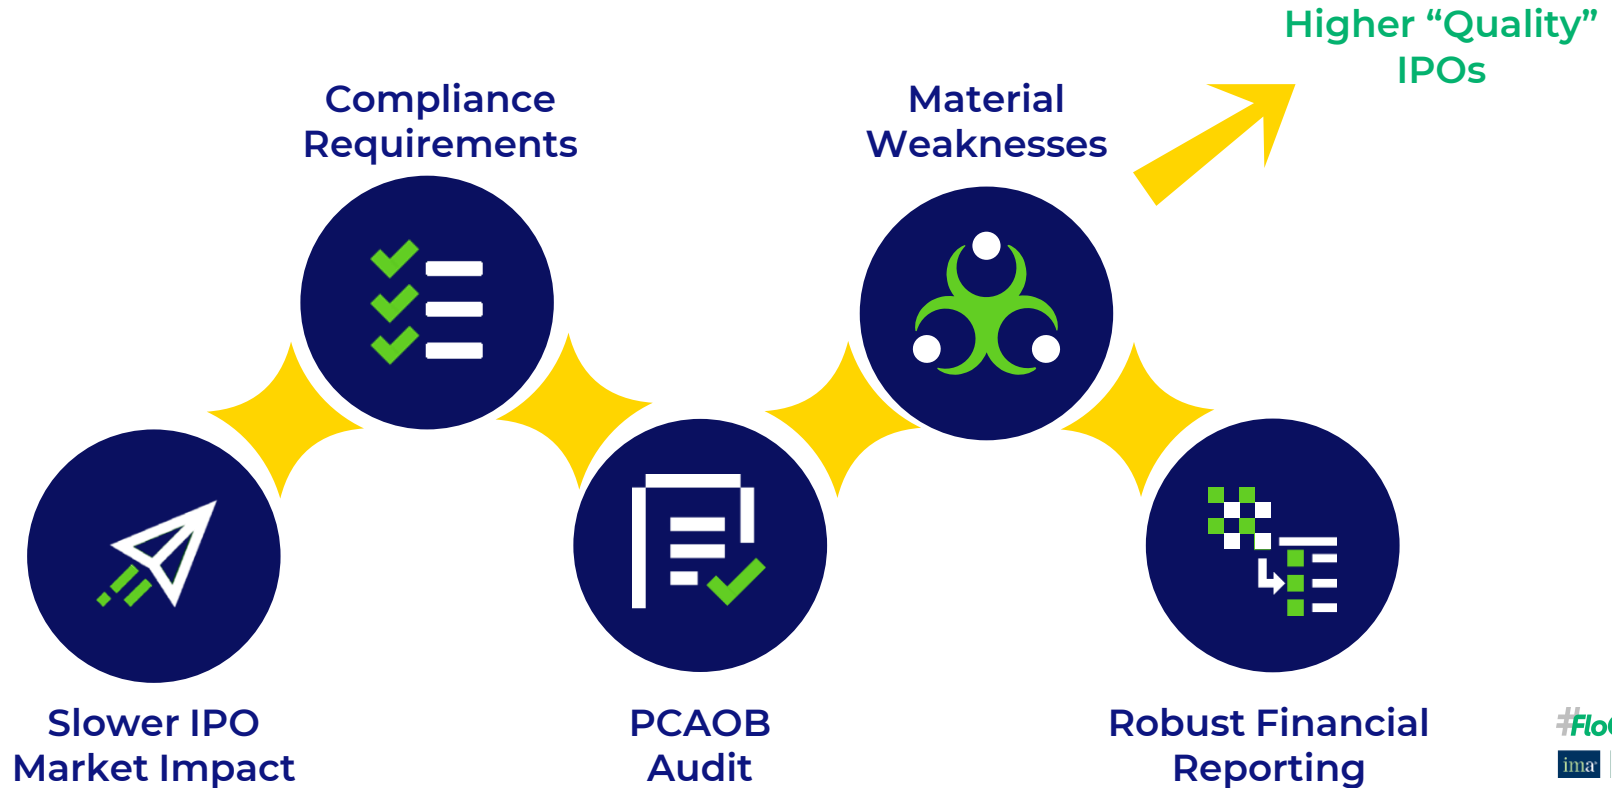 Higher “Quality”
IPOs
Compliance
Requirements
Material
Weaknesses
Slower IPO
Market Impact
PCAOB
Audit
Robust Financial
Reporting
ima